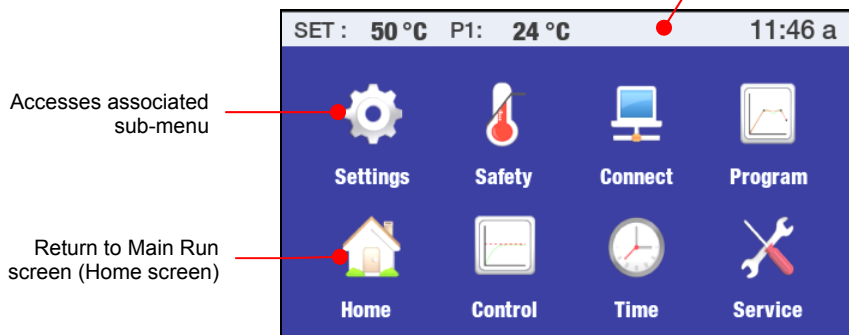 SET : 50 °C P1: 24 °C 11:46 a
Accesses associated
sub-menu
Settings Safety Connect Program
Return to Main Run
screen (Home screen)
Home Control Time Service